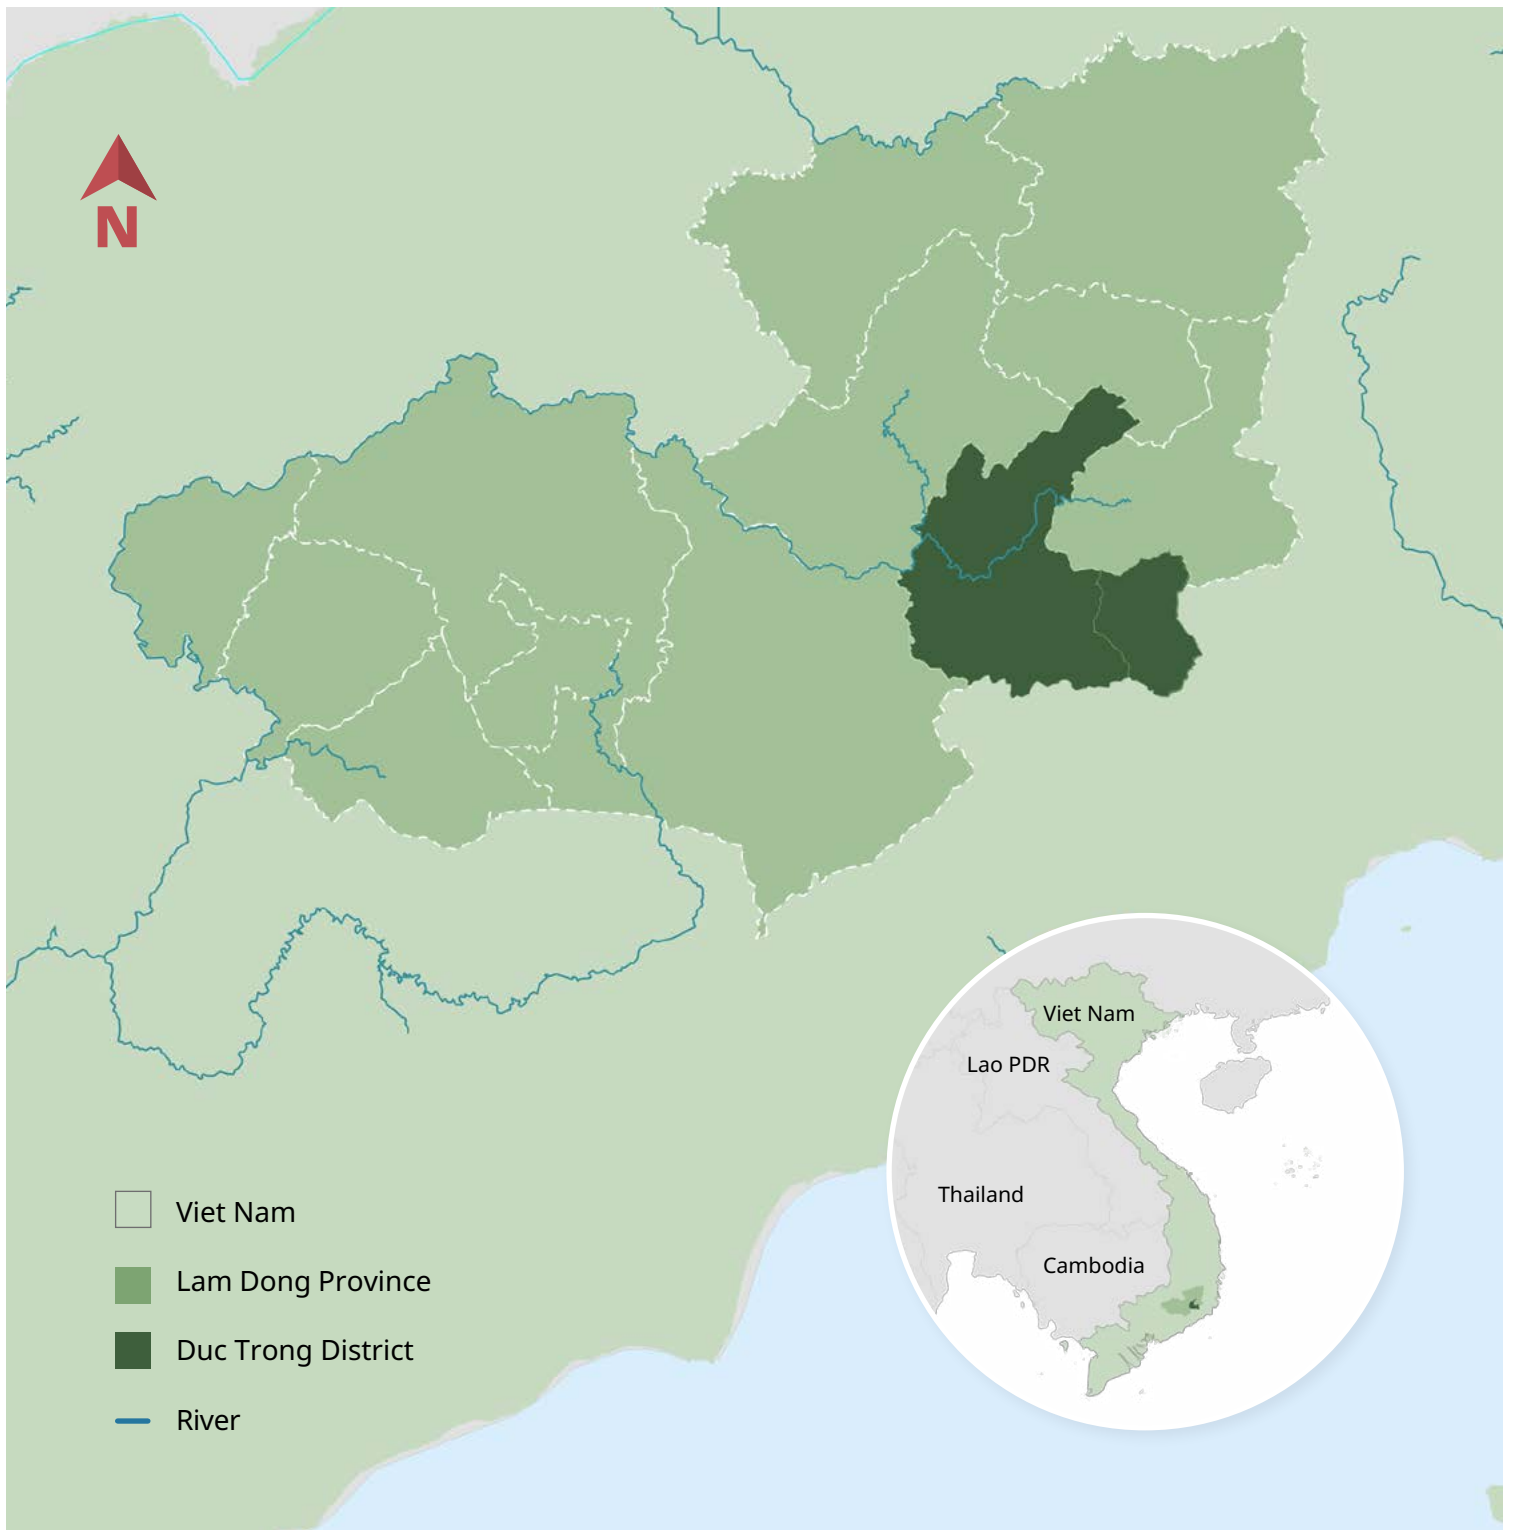 N
Viet Nam
Lao PDR
Thailand
Cambodia
Viet Nam
Lam Dong Province
Duc Trong District
River